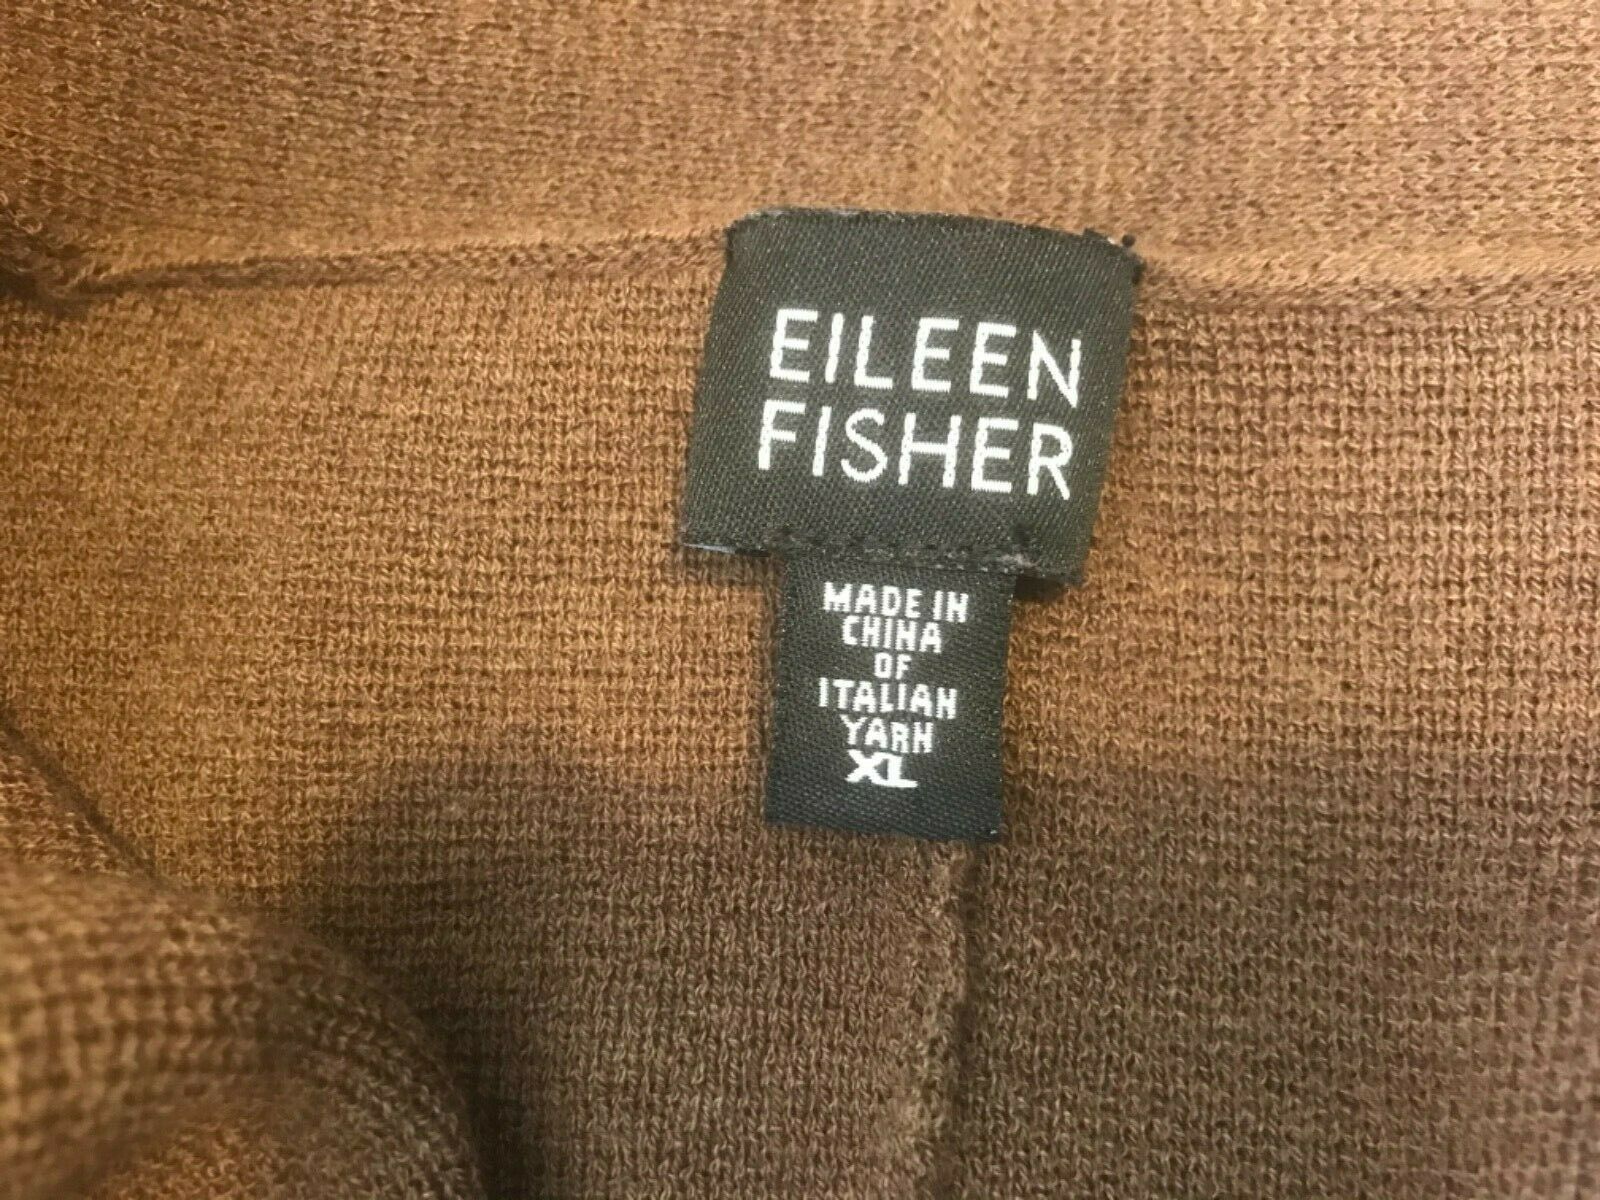 EILEEN
FISHER
MADE IN
CHINA
OF
ITALIAN
YARN
XL